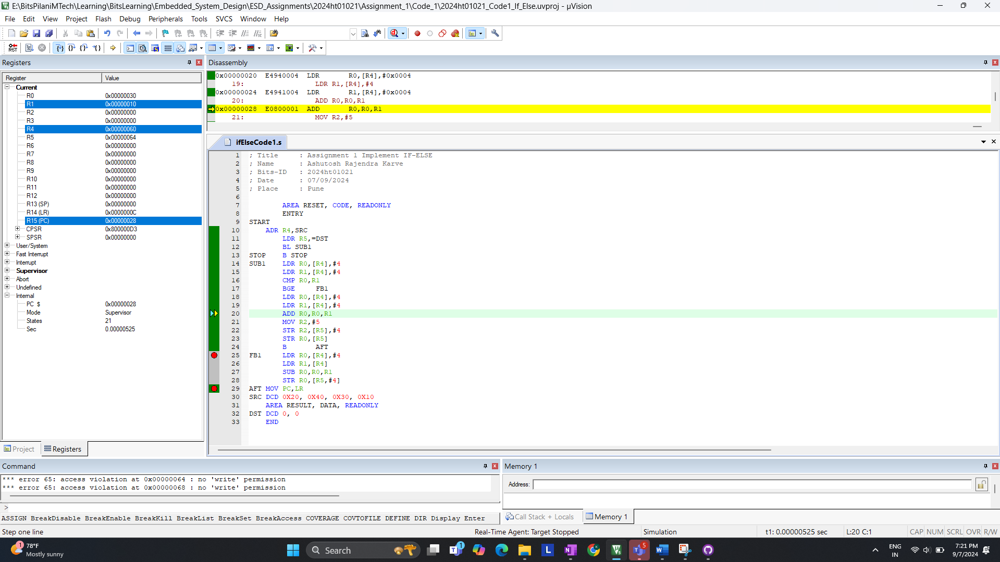 E:\BitsPilaniMTech\Learning\BitsLearning\Embedded_System_Design\ESD_Assignments\2024ht01021\Assignment_1\Code_1\2024ht01021_Code1_If_Else.uvproj - µVision
File Edit View Project Flash Debug Peripherals Tools SVCS Window Help
Registers
Register Value
Current
R0 0x00000030
R1 0x00000010
R2 0x00000000
R3 0x00000000
R4 0x00000060
R5 0x00000064
R6 0x00000000
R7 0x00000000
R8 0x00000000
R9 0x00000000
R10 0x00000000
R11 0x00000000
R12 0x00000000
R13 (SP) 0x00000000
R14 (LR) 0x0000000C
R15 (PC) 0x00000028
CPSR 0x800000D3
SPSR 0x00000000
User/System
Fast Interrupt
Interrupt
Supervisor
Abort
Undefined
Internal
PC $ 0x00000028
Mode Supervisor
States 21
Sec 0.00000525
Project Registers
Disassembly
0x00000020 E4940004 LDR R0,[R4],#0x0004
19: LDR R1,[R4],#4
0x00000024 E4941004 LDR R1,[R4],#0x0004
20: ADD R0,R0,R1
0x00000028 E0800001 ADD R0,R0,R1
21: MOV R2,#5
ifElseCode1.s
1 ; Title : Assignment 1 Implement IF-ELSE
2 ; Name : Ashutosh Rajendra Karve
3 ; Bits-ID : 2024ht01021
4 ; Date : 07/09/2024
5 ; Place : Pune
6
7 AREA RESET, CODE, READONLY
8 ENTRY
9 START
10 ADR R4,SRC
11 LDR R5,=DST
12 BL SUB1
13 STOP B STOP
14 SUB1 LDR R0,[R4],#4
15 LDR R1,[R4],#4
16 CMP R0,R1
17 BGE FB1
18 LDR R0,[R4],#4
19 LDR R1,[R4],#4
20 ADD R0,R0,R1
21 MOV R2,#5
22 STR R2,[R5],#4
23 STR R0,[R5]
24 B AFT
25 FB1 LDR R0,[R4],#4
26 LDR R1,[R4]
27 SUB R0,R0,R1
28 STR R0,[R5,#4]
29 AFT MOV PC,LR
30 SRC DCD 0X20, 0X40, 0X30, 0X10
31 AREA RESULT, DATA, READONLY
32 DST DCD 0, 0
33 END
Command
*** error 65: access violation at 0x00000064 : no 'write' permission
*** error 65: access violation at 0x00000068 : no 'write' permission
>
ASSIGN BreakDisable BreakEnable BreakKill BreakList BreakSet BreakAccess COVERAGE COVTOFILE DEFINE DIR Display Enter
Memory 1
Address:
Call Stack + Locals Memory 1
Step one line Real-Time Agent: Target Stopped Simulation t1: 0.00000525 sec L:20 C:1 CAP NUM SCRL OVR R/W
78°F
Mostly sunny
Search
ENG
IN
7:21 PM
9/7/2024